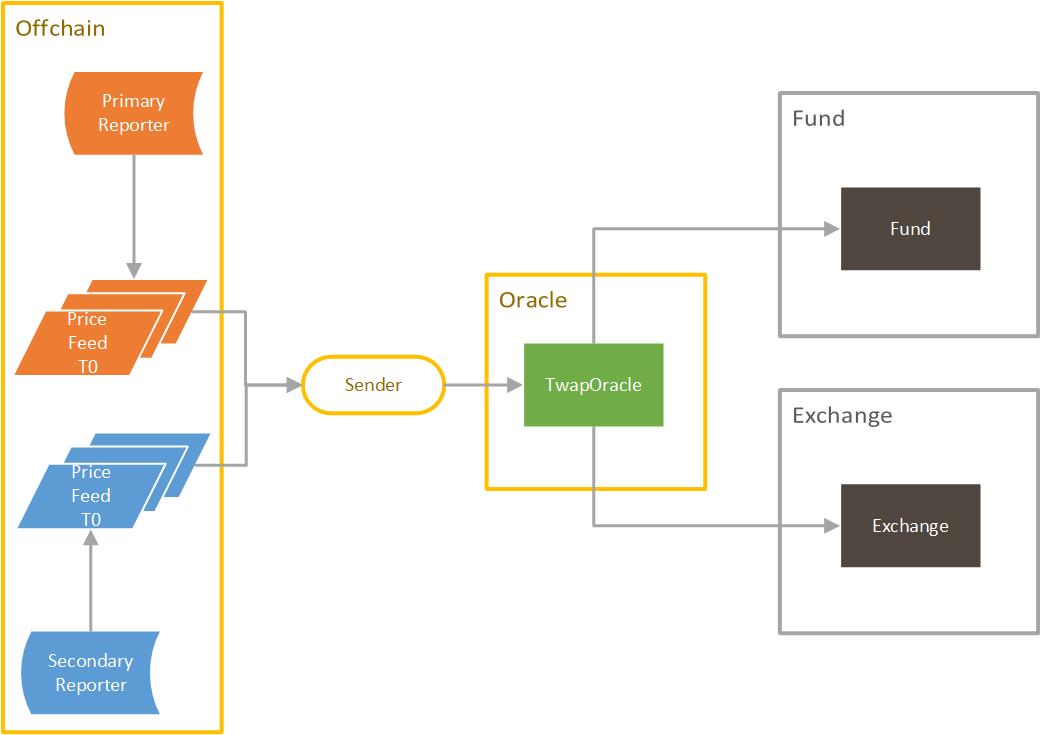 Offchain
Primary
Reporter
Price
Feed
T0
Price
Feed
T0
Secondary
Reporter
Sender
Oracle
TwapOracle
Fund
Fund
Exchange
Exchange